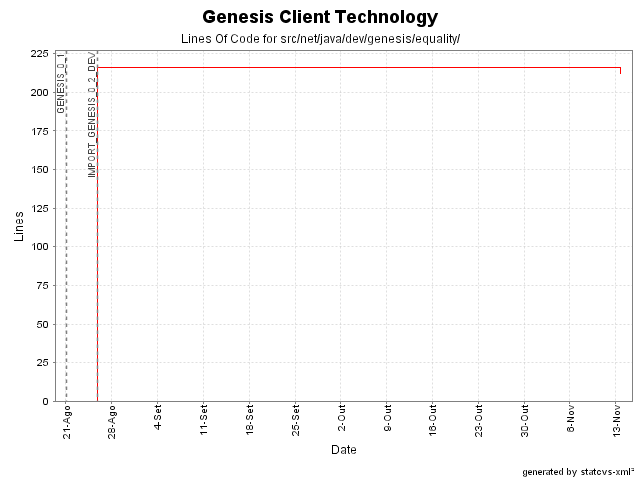 Genesis Client Technology
Lines Of Code for src/net/java/dev/genesis/equality/
GENESIS_0_1
IMPORT_GENESIS_0_2_DEV
225
200
175
150
125
100
75
50
25
0
Lines
21-Ago
28-Ago
4-Set
11-Set
18-Set
25-Set
2-Out
9-Out
16-Out
23-Out
30-Out
6-Nov
13-Nov
Date
generated by statcvs-xml²